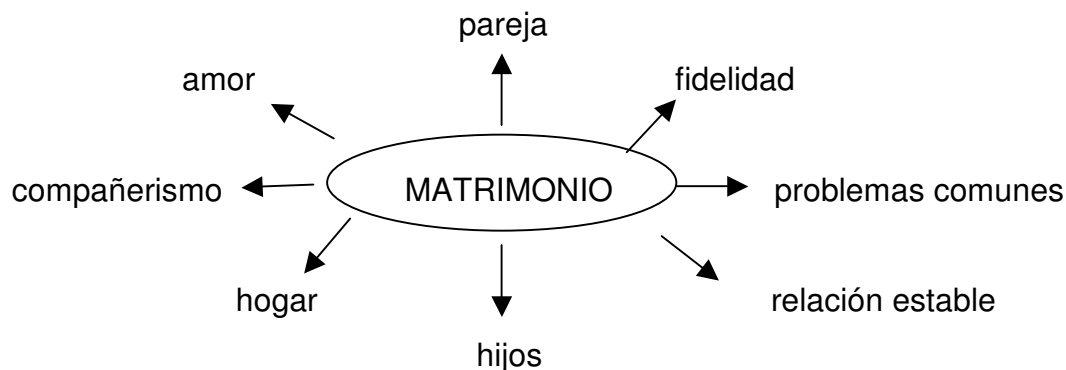 pareja
amor
fidelidad
compañerismo
MATRIMONIO
problemas comunes
hogar
relación estable
hijos